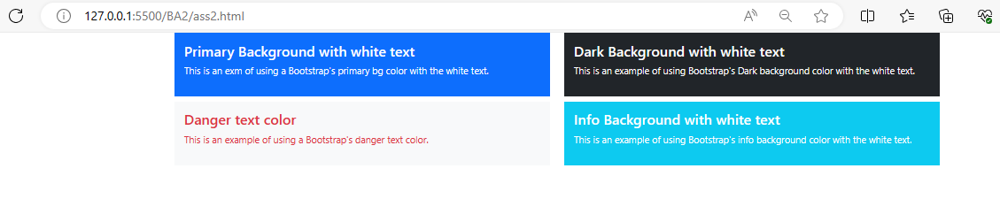 127.0.0.1:5500/BA2/ass2.html
Primary Background with white text
This is an exm of using a Bootstrap's primary bg color with the white text.
Dark Background with white text
This is an example of using Bootstrap's Dark background color with the white text.
Danger text color
This is an example of using a Bootstrap's danger text color.
Info Background with white text
This is an example of using Bootstrap's info background color with the white text.